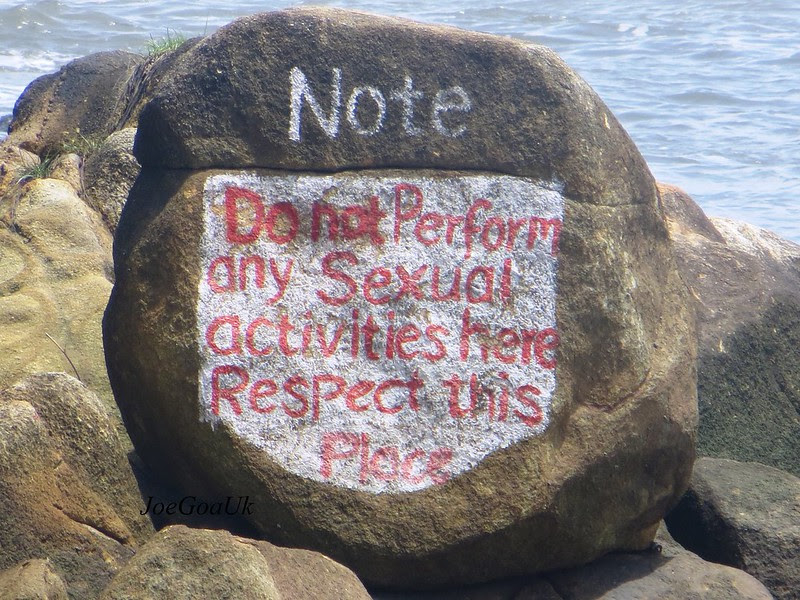 Note
Do not Perform
any Sexual
activities here
Respect this
Place
JoeGoaUk